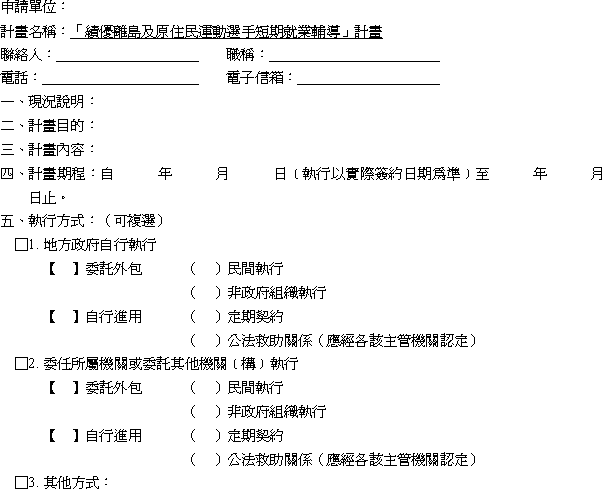 申請單位：
計畫名稱：「績優離島及原住民運動選手短期就業輔導」計畫
聯絡人：＿＿＿＿＿＿＿＿＿＿ 職稱：＿＿＿＿＿＿＿＿＿＿＿＿
電話：＿＿＿＿＿＿＿＿＿＿＿ 電子信箱：＿＿＿＿＿＿＿＿＿＿
一、現況說明：
二、計畫目的：
三、計畫內容：
四、計畫期程：自　　　年　　　月　　　日﹝執行以實際簽約日期為準﹞至　　　年　　　月
日止。
五、執行方式：（可複選）
□1. 地方政府自行執行
【　】委託外包　　　（　）民間執行
（　）非政府組織執行
【　】自行進用　　　（　）定期契約
（　）公法救助關係（應經各該主管機關認定）
□2. 委任所屬機關或委託其他機關﹝構﹞執行
【　】委託外包　　　（　）民間執行
（　）非政府組織執行
【　】自行進用　　　（　）定期契約
（　）公法救助關係（應經各該主管機關認定）
□3. 其他方式：